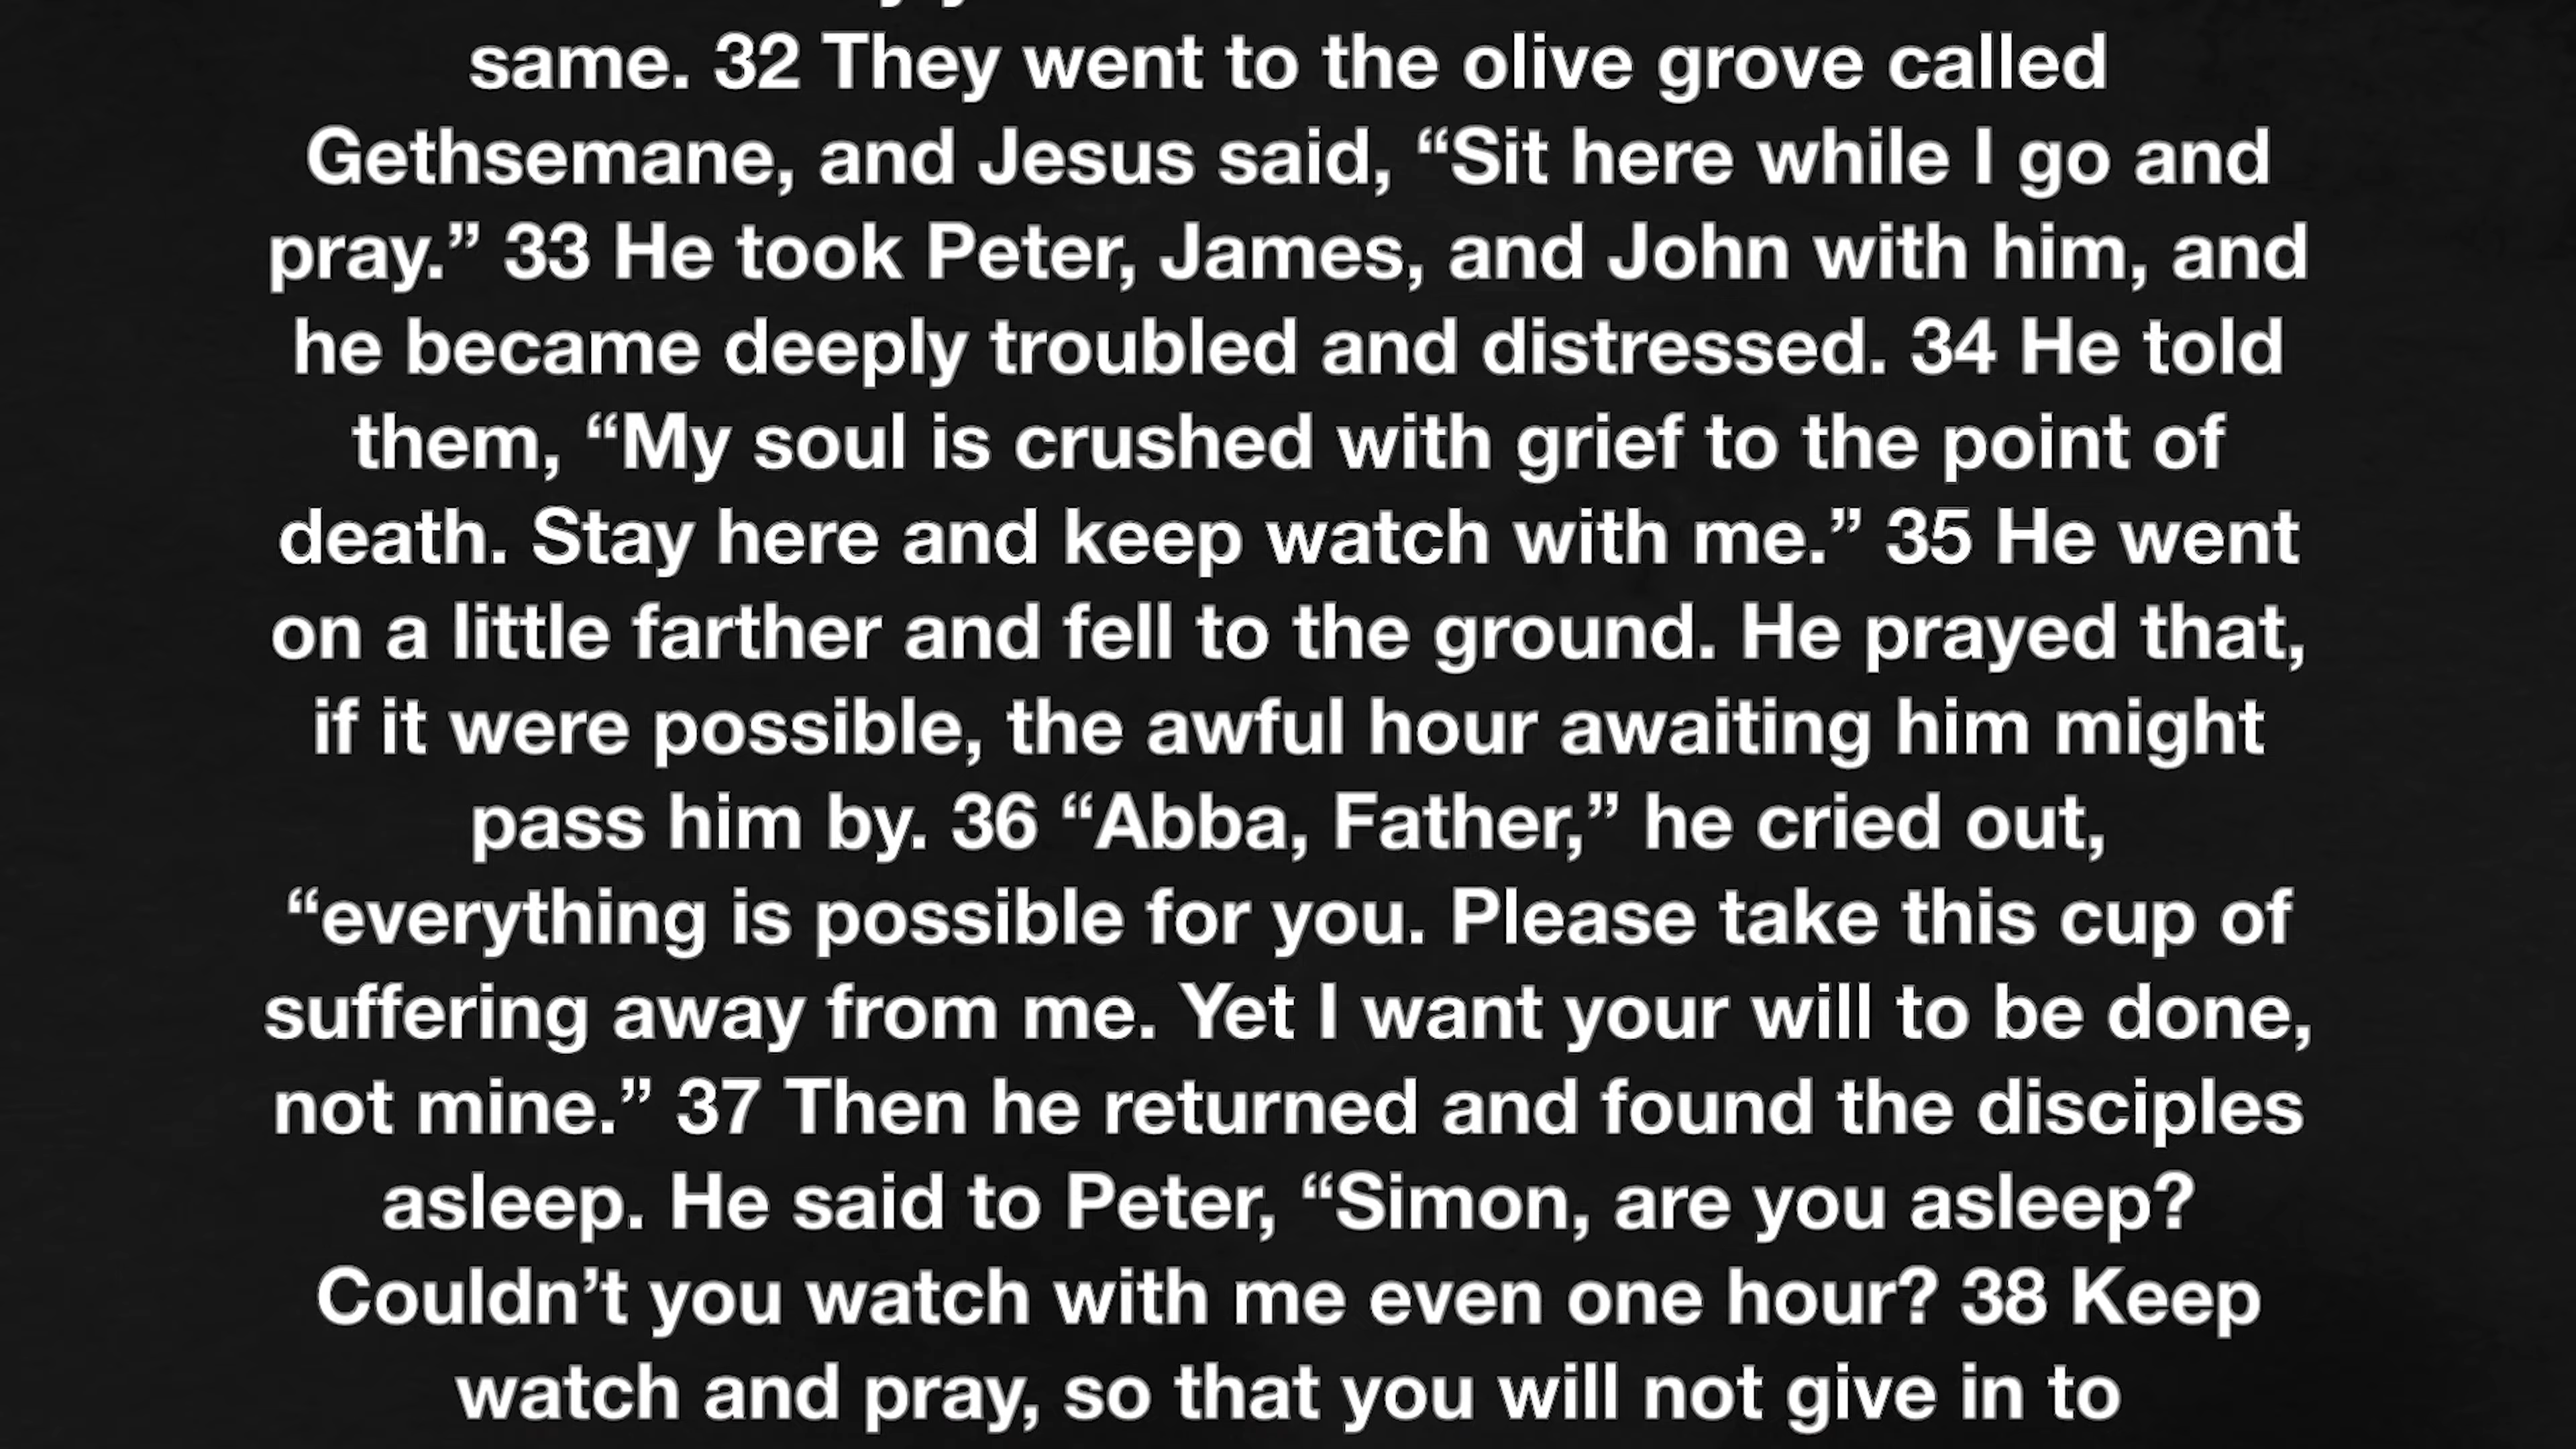 same. 32 They went to the olive grove called
Gethsemane, and Jesus said, “Sit here while I go and
pray.” 33 He took Peter, James, and John with him, and
he became deeply troubled and distressed. 34 He told
them, “My soul is crushed with grief to the point of
death. Stay here and keep watch with me.” 35 He went
on a little farther and fell to the ground. He prayed that,
if it were possible, the awful hour awaiting him might
pass him by. 36 “Abba, Father,” he cried out,
“everything is possible for you. Please take this cup of
suffering away from me. Yet I want your will to be done,
not mine.” 37 Then he returned and found the disciples
asleep. He said to Peter, “Simon, are you asleep?
Couldn’t you watch with me even one hour? 38 Keep
watch and pray, so that you will not give in to